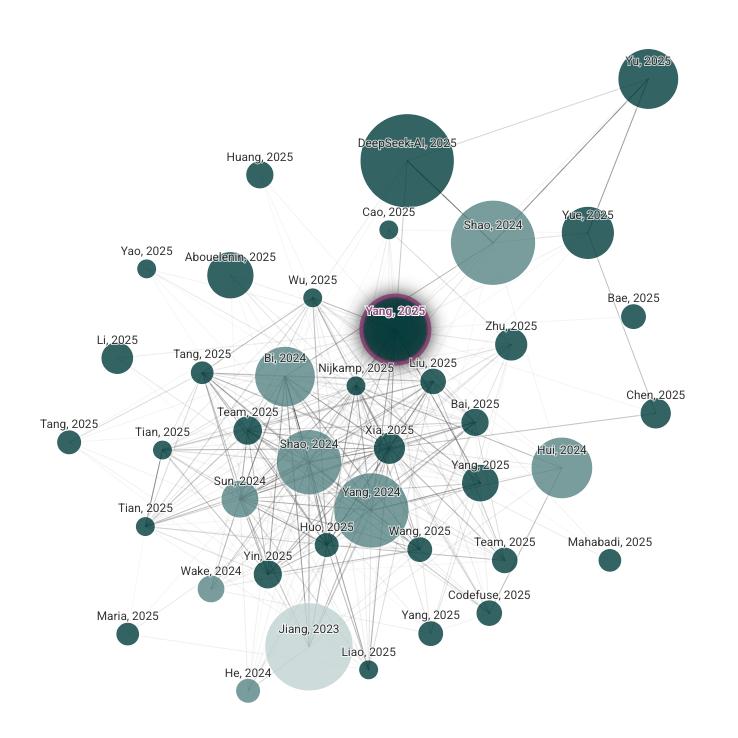 Yu, 2025
DeepSeek-AI, 2025
Huang, 2025
Cao, 2025
Shao, 2024
Yue, 2025
Yao, 2025
Abouelenin, 2025
Wu, 2025
Bae, 2025
Yang, 2025
Zhu, 2025
Li, 2025
Tang, 2025
Bi, 2024
Nijkamp, 2025
Liu, 2025
Chen, 2025
Team, 2025
Bai, 2025
Tang, 2025
Tian, 2025
Xia, 2025
Shao, 2024
Hui, 2024
Yang, 2025
Sun, 2024
Yang, 2024
Tian, 2025
Huo, 2025
Wang, 2025
Team, 2025
Mahabadi, 2025
Yin, 2025
Wake, 2024
Codefuse, 2025
Maria, 2025
Yang, 2025
Jiang, 2023
Liao, 2025
He, 2024